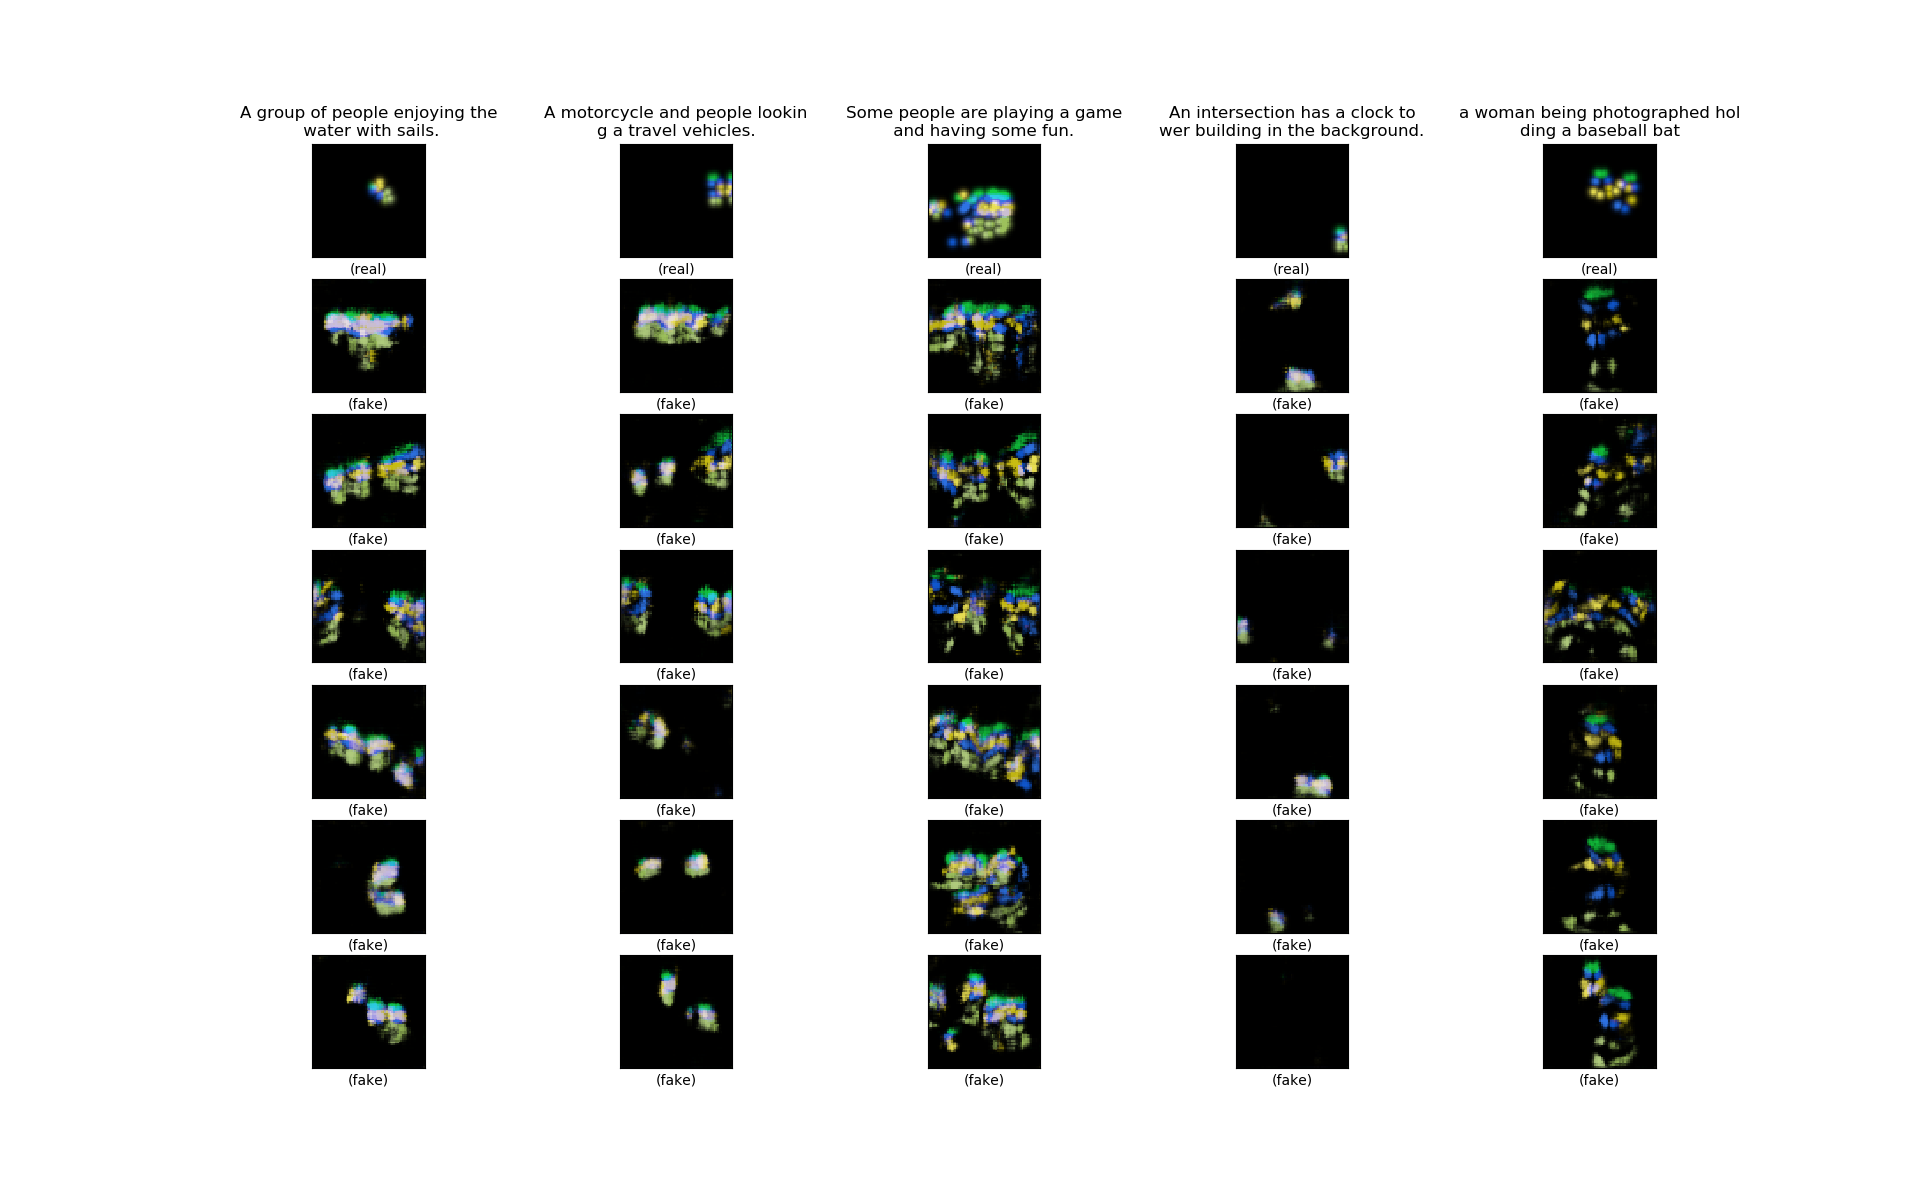 A group of people enjoying the
water with sails.
A motorcycle and people lookin
g a travel vehicles.
Some people are playing a game
and having some fun.
An intersection has a clock to
wer building in the background.
a woman being photographed hol
ding a baseball bat
(real) (real) (real) (real) (real)
(fake) (fake) (fake) (fake) (fake)
(fake) (fake) (fake) (fake) (fake)
(fake) (fake) (fake) (fake) (fake)
(fake) (fake) (fake) (fake) (fake)
(fake) (fake) (fake) (fake) (fake)
(fake) (fake) (fake) (fake) (fake)